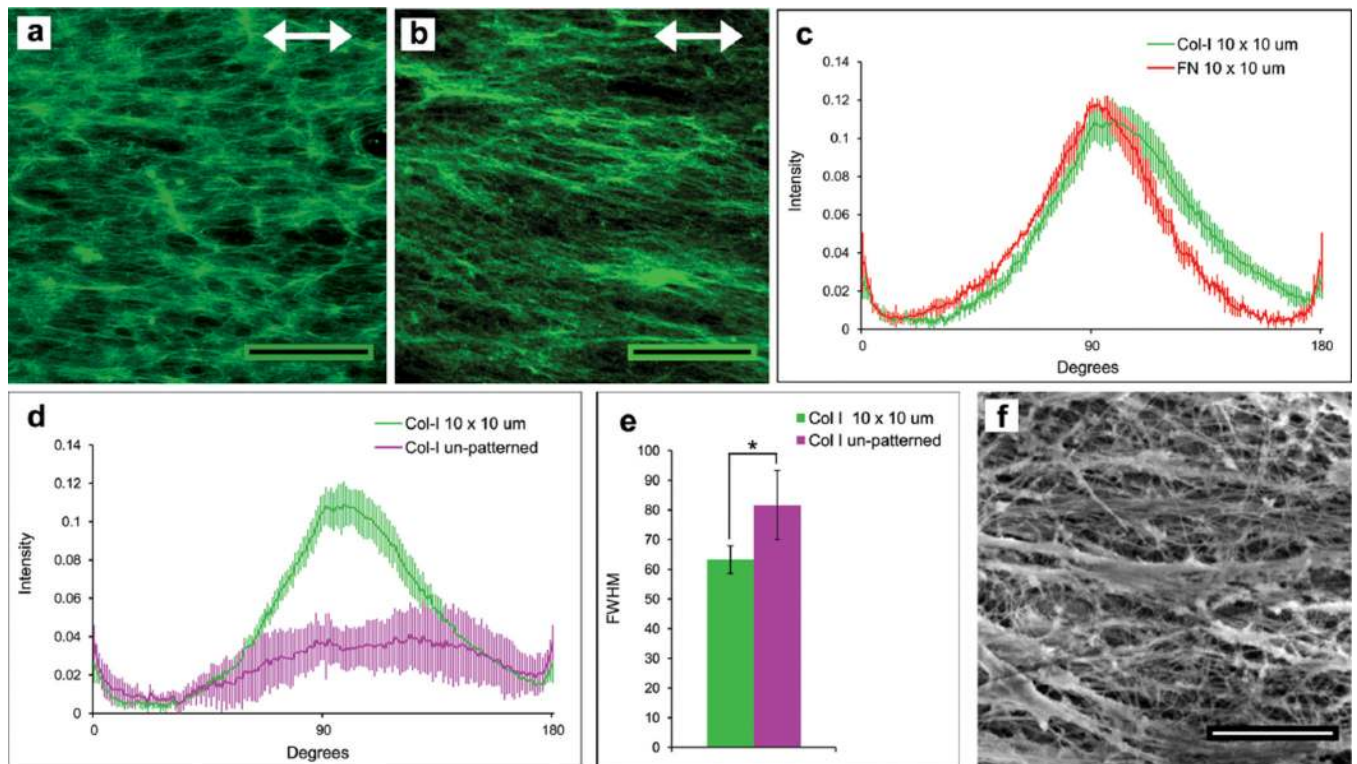 a
b
c
Col-I 10 x 10 um
FN 10 x 10 um
0.14
0.12
0.1
0.08
0.06
0.04
0.02
0
Intensity
0
90
180
Degrees
d
Col-I 10 x 10 um
Col-I un-patterned
0.14
0.12
0.1
0.08
0.06
0.04
0.02
0
Intensity
0
90
180
Degrees
e
Col I 10 x 10 um
Col I un-patterned
*
100
90
80
70
60
50
40
30
20
10
0
FWHM
f